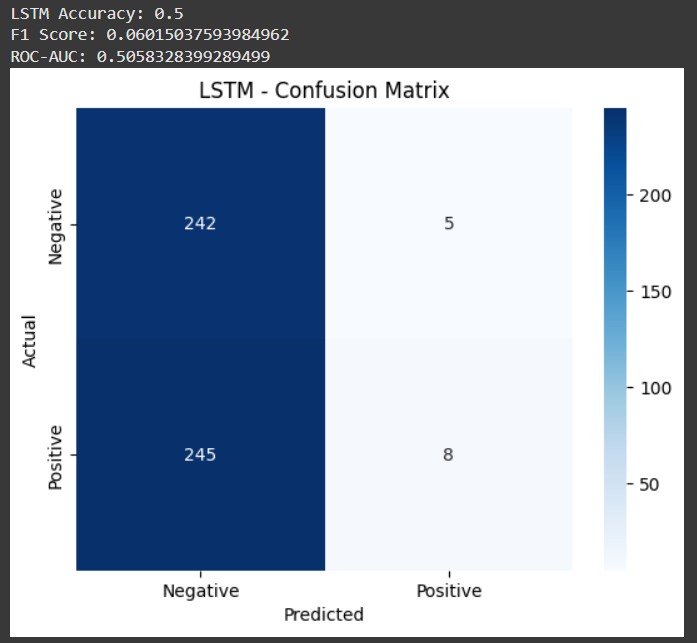 LSTM Accuracy: 0.5
F1 Score: 0.06015037593984962
ROC-AUC: 0.5058328399289499
LSTM - Confusion Matrix
Negative
242
5
200
150
Actual
100
Positive
245
8
50
Negative
Positive
Predicted